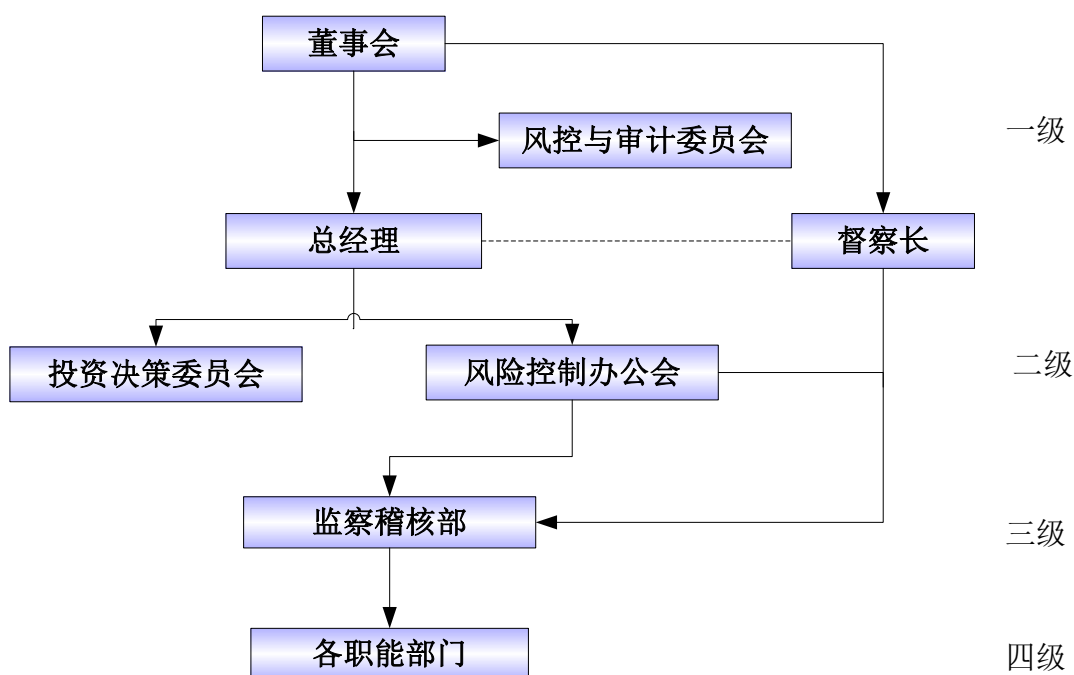 董事会
风控与审计委员会
一级
总经理
督察长
投资决策委员会
风险控制办公会
二级
监察稽核部
三级
各职能部门
四级